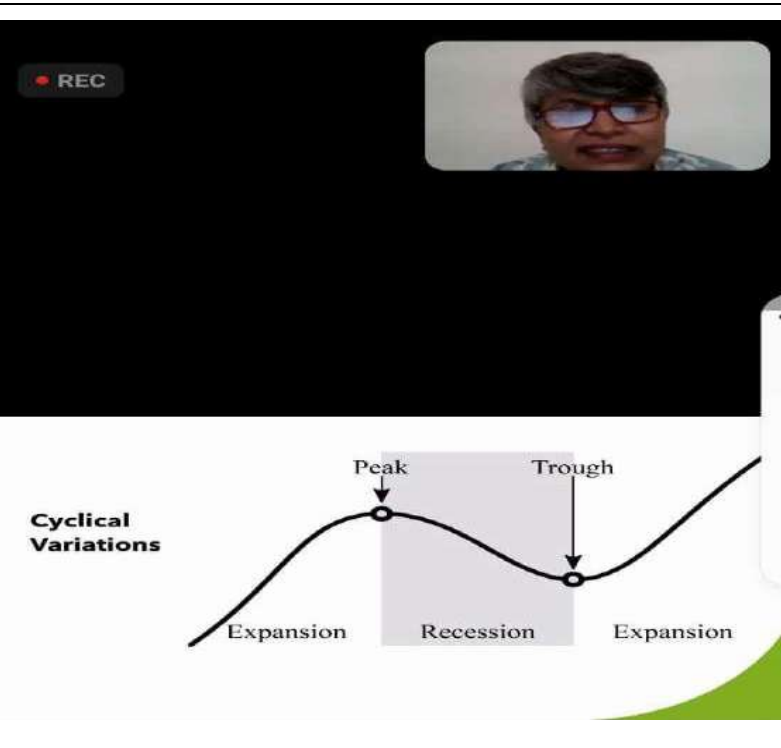 REC
Peak
Trough
Cyclical
Variations
Expansion
Recession
Expansion